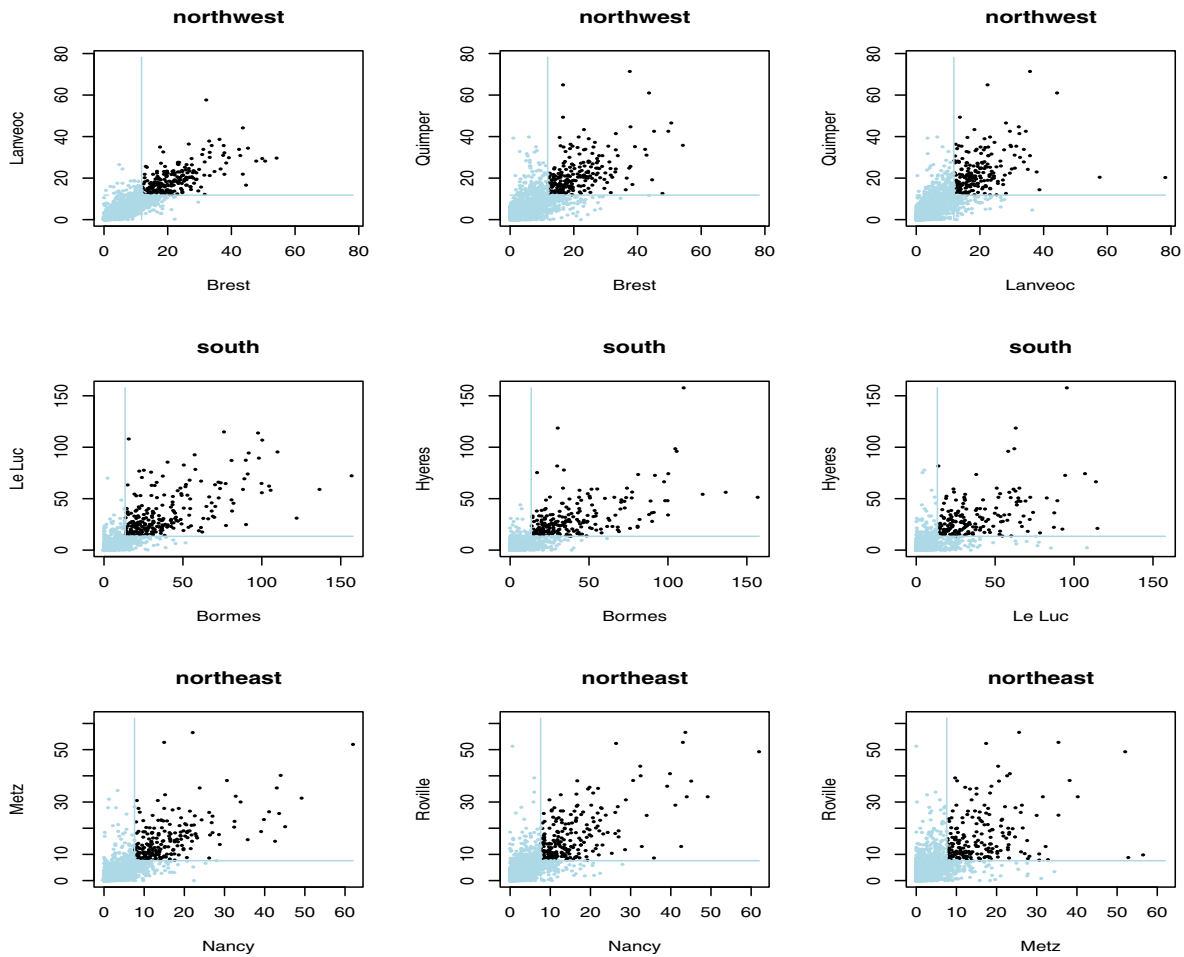 northwest northwest northwest
Lanveoc
0 20 40 60 80
0 20 40 60 80
Brest
Quimper
0 20 40 60 80
0 20 40 60 80
Brest
Quimper
0 20 40 60 80
0 20 40 60 80
Lanveoc
south south south
Le Luc
0 50 100 150
0 50 100 150
Bormes
Hyeres
0 50 100 150
0 50 100 150
Bormes
Hyeres
0 50 100 150
0 50 100 150
Le Luc
northeast northeast northeast
Metz
0 10 30 50
0 10 20 30 40 50 60
Nancy
Roville
0 10 30 50
0 10 20 30 40 50 60
Nancy
Roville
0 10 30 50
0 10 20 30 40 50 60
Metz